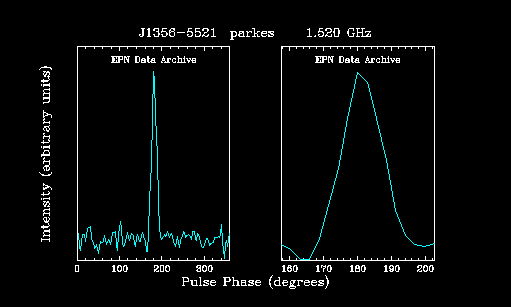 J1356-5521 parkes 1.520 GHz
EPN Data Archive
EPN Data Archive
Intensity (arbitrary units)
0 100 200 300
160 170 180 190 200
Pulse Phase (degrees)